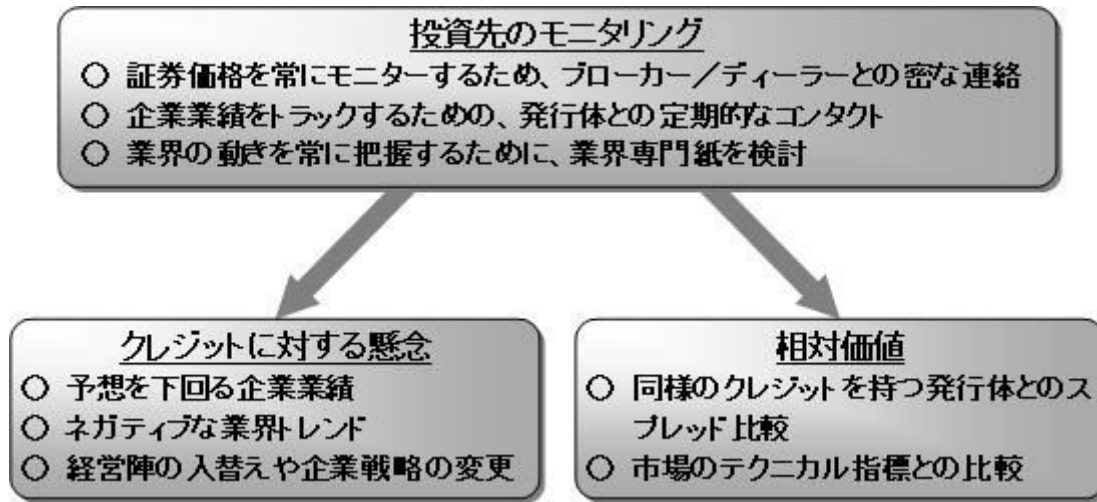 投資先のモニタリング
○ 証券価格を常にモニターするため、ブローカー／ディーラーとの密な連絡
○ 企業業績をトラックするための、発行体との定期的なコンタクト
○ 業界の動きを常に把握するために、業界専門紙を検討
クレジットに対する懸念
○ 予想を下回る企業業績
○ ネガティブな業界トレンド
○ 経営陣の入替えや企業戦略の変更
相対価値
○ 同様のクレジットを持つ発行体とのス
プレッド比較
○ 市場のテクニカル指標との比較